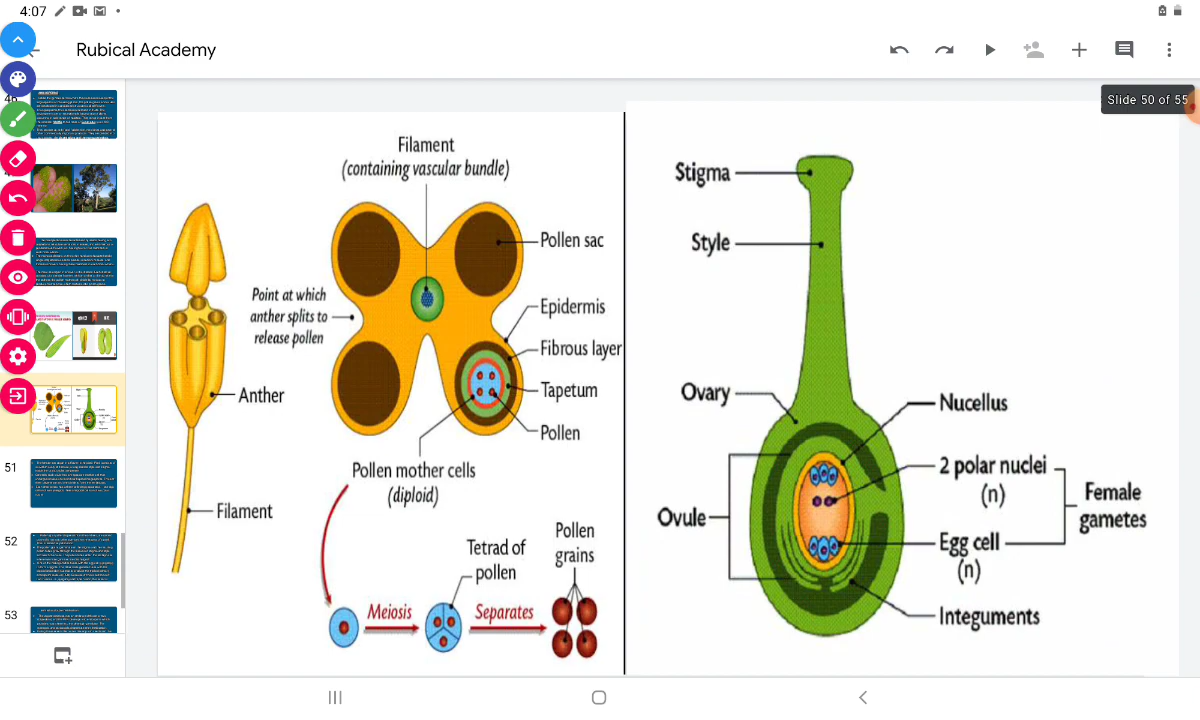 4:07
Rubical Academy
Slide 50 of 55
51
52
53
Filament
(containing vascular bundle)
Pollen sac
Point at which
anther splits to
release pollen
Epidermis
Fibrous layer
Tapetum
Anther
Pollen
Pollen mother cells
(diploid)
Filament
Tetrad of
pollen
Pollen
grains
Meiosis
Separates
Stigma
Style
Ovary
Nucellus
2 polar nuclei
(n)
Female
gametes
Ovule
Egg cell
(n)
Integuments